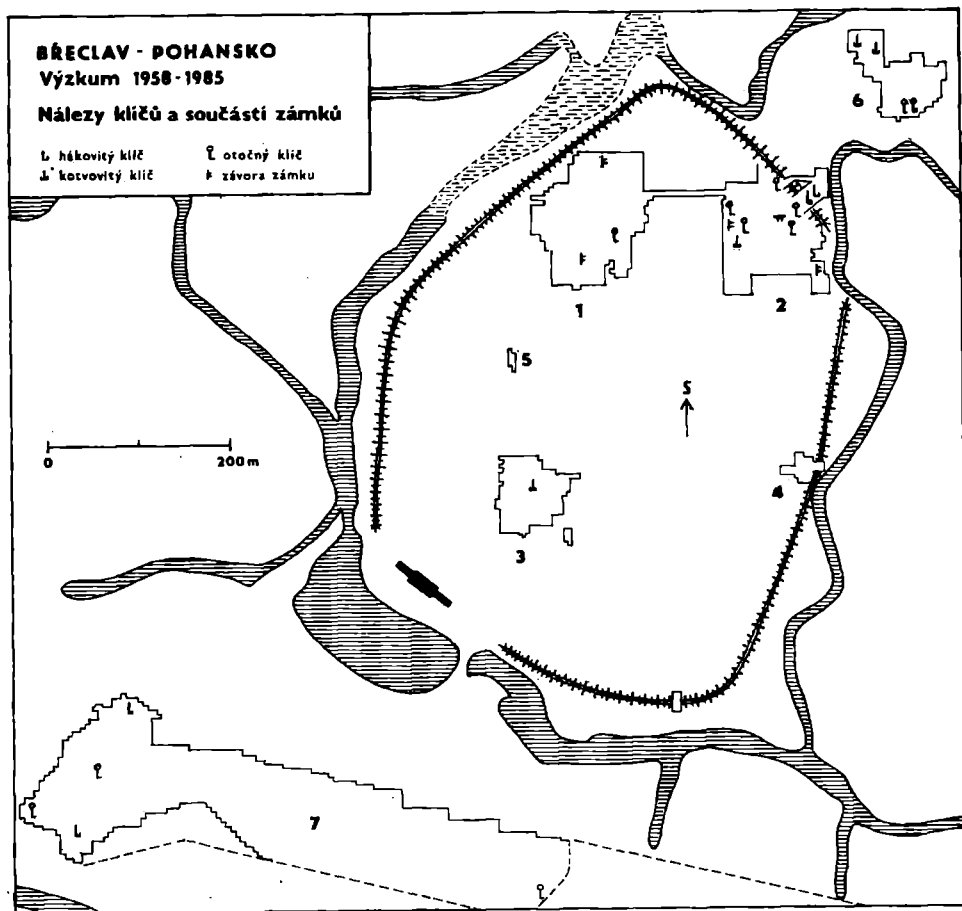 BŘECLAV - POHANSKO
Výzkum 1958-1985
Nálezy klíčů a součástí zámků
hákovitý klíč
otočný klíč
kotvovitý klíč
závora zámku
6
1
2
5
S
0
200 m
4
3
7